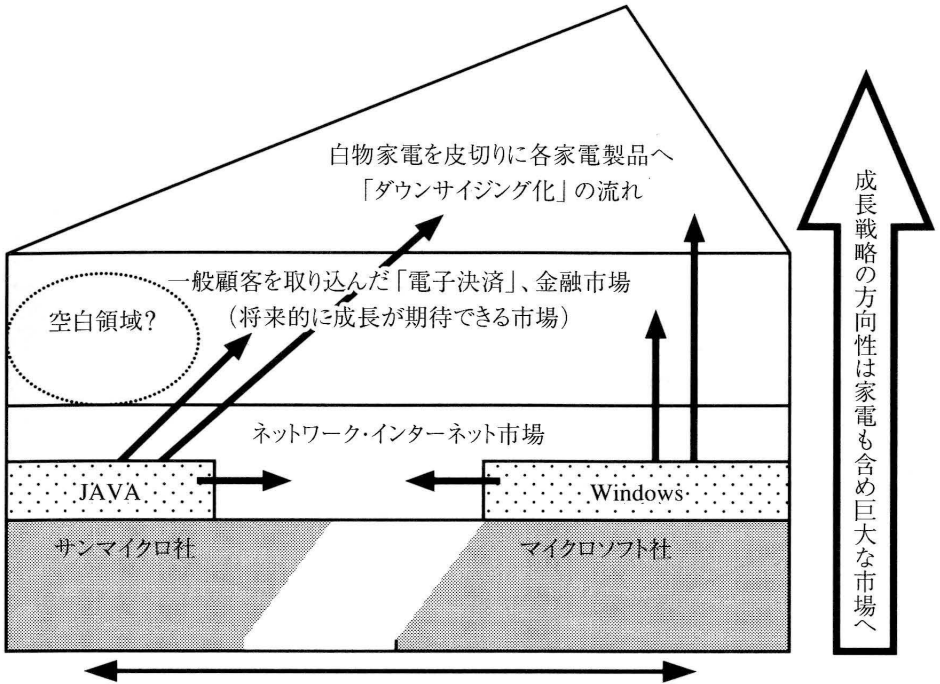 白物家電を皮切りに各家電製品へ
「ダウンサイジング化」の流れ
一般顧客を取り込んだ「電子決済」、金融市場
（将来的に成長が期待できる市場）
空白領域？
ネットワーク・インターネット市場
JAVA
Windows
サンマイクロ社
マイクロソフト社
成長戦略の方向性は家電も含め巨大な市場へ